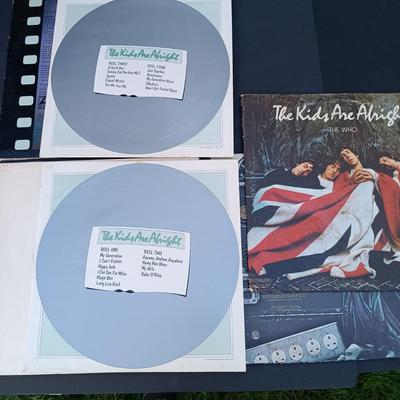 The Kids Are Alright
REEL THREE
A Quick One
Tommy Can You Hear Me?
Sparks
Pinball Wizard
See Me, Feel Me
REEL FOUR
Join Together
Roadrunner
My Generation Blues
Won't Get Fooled Again
The Kids Are Alright
REEL ONE
My Generation
I Can't Explain
Happy Jack
I Can See For Miles
Magic Bus
Long Live Rock
REEL TWO
Anyway, Anyhow, Anywhere
Young Man Blues
My Wife
Baba O'Riley
The Kids Are Alright
THE WHO